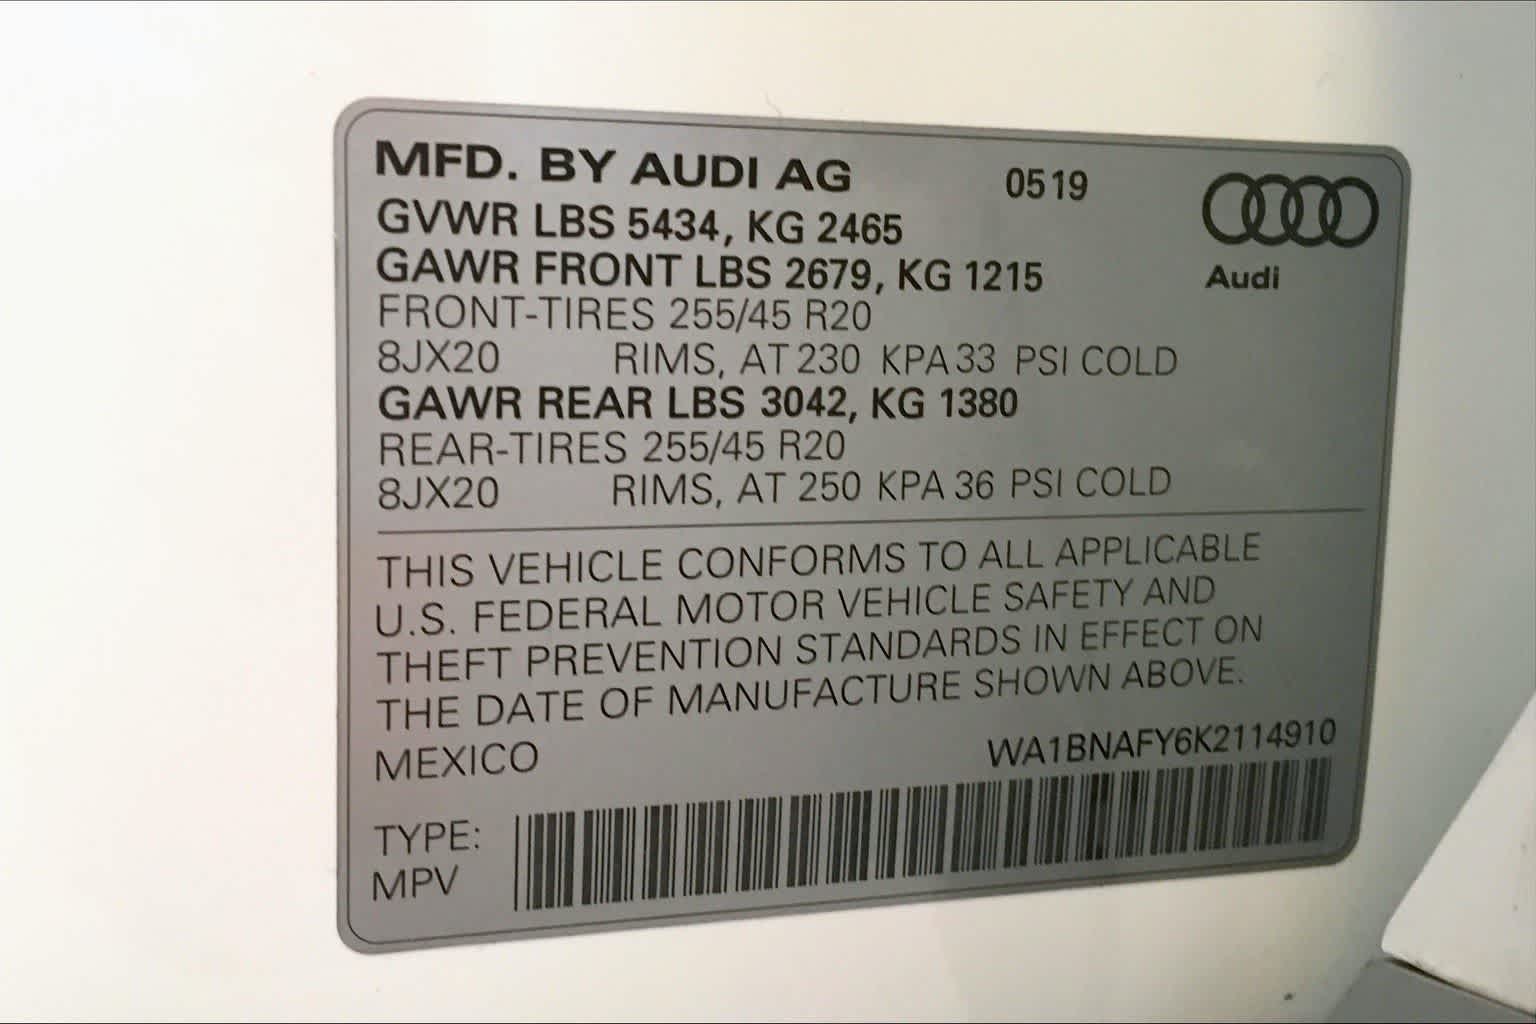 MFD. BY AUDI AG 0519
GVWR LBS 5434, KG 2465
GAWR FRONT LBS 2679, KG 1215
Audi
FRONT-TIRES 255/45 R20
8JX20 RIMS, AT 230 KPA 33 PSI COLD
GAWR REAR LBS 3042, KG 1380
REAR-TIRES 255/45 R20
8JX20 RIMS, AT 250 KPA 36 PSI COLD
THIS VEHICLE CONFORMS TO ALL APPLICABLE
U.S. FEDERAL MOTOR VEHICLE SAFETY AND
THEFT PREVENTION STANDARDS IN EFFECT ON
THE DATE OF MANUFACTURE SHOWN ABOVE.
MEXICO WA1BNAFY6K2114910
TYPE:
MPV